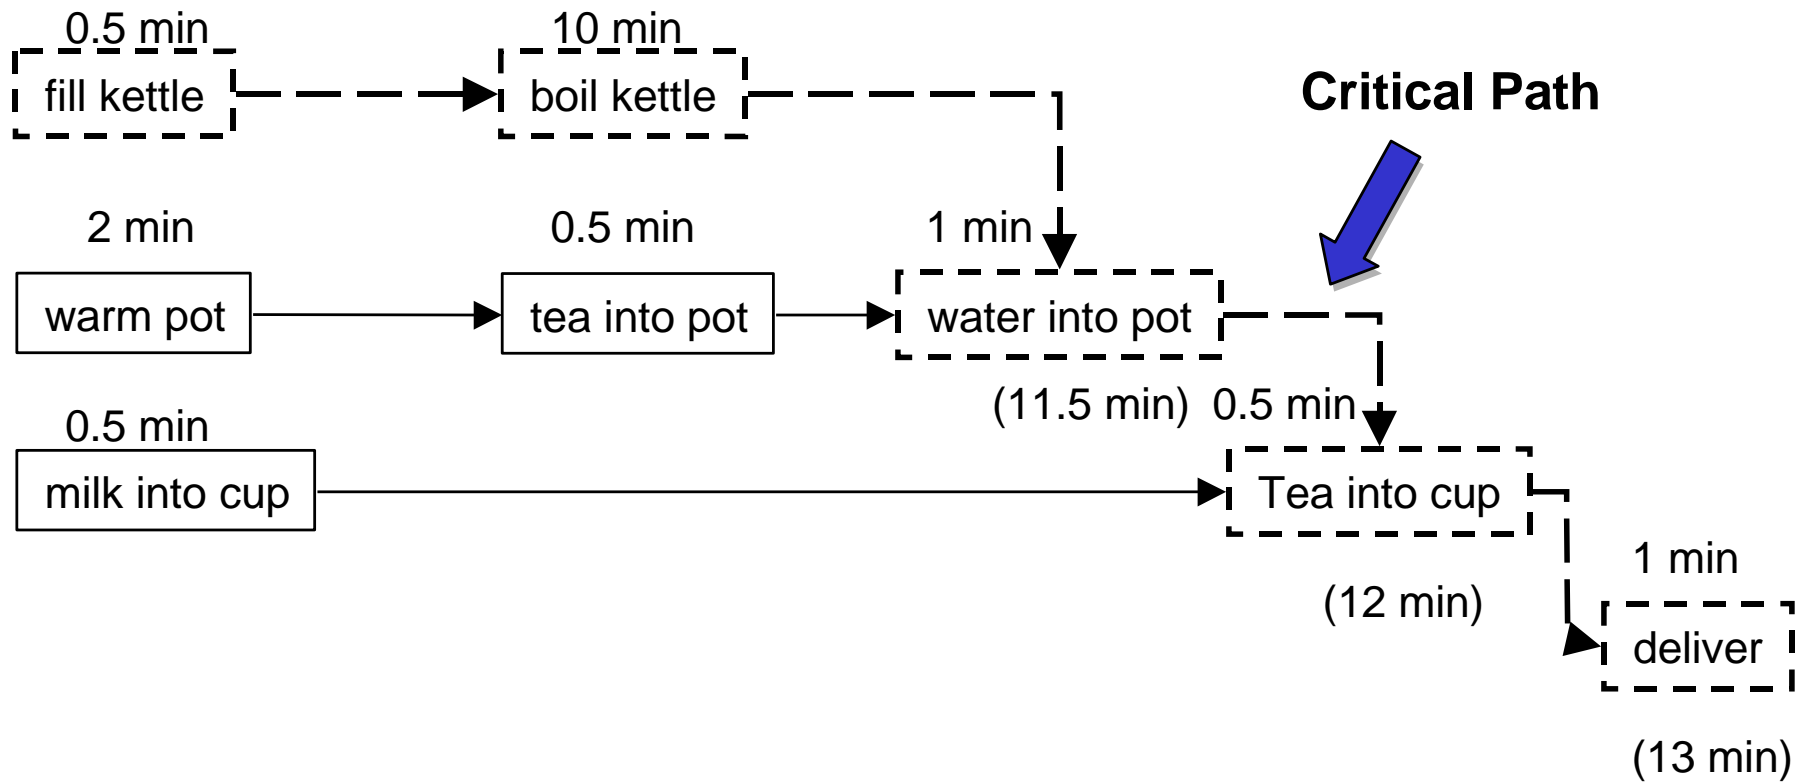 0.5 min
10 min
fill kettle
boil kettle
Critical Path
2 min
0.5 min
1 min
warm pot
tea into pot
water into pot
(11.5 min)
0.5 min
0.5 min
milk into cup
Tea into cup
1 min
(12 min)
deliver
(13 min)